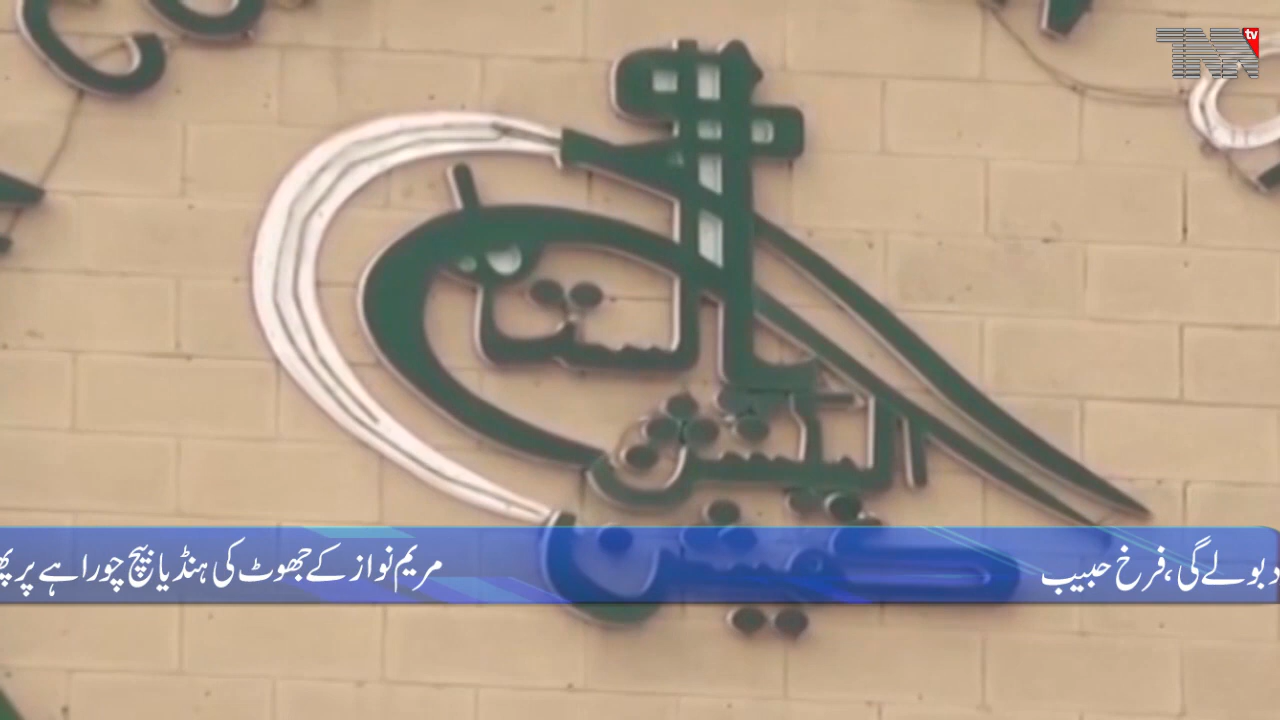 TNN tv
پاکستان
الیکشن
کمیشن
د بولے گی، فرخ حبیب
مریم نواز کے جھوٹ کی ہنڈیا بیچ چوراہے پر پھ